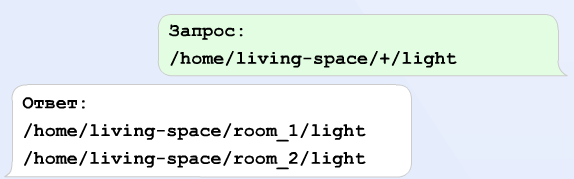 Запрос:
/home/living-space/+/light
Ответ:
/home/living-space/room_1/light
/home/living-space/room_2/light